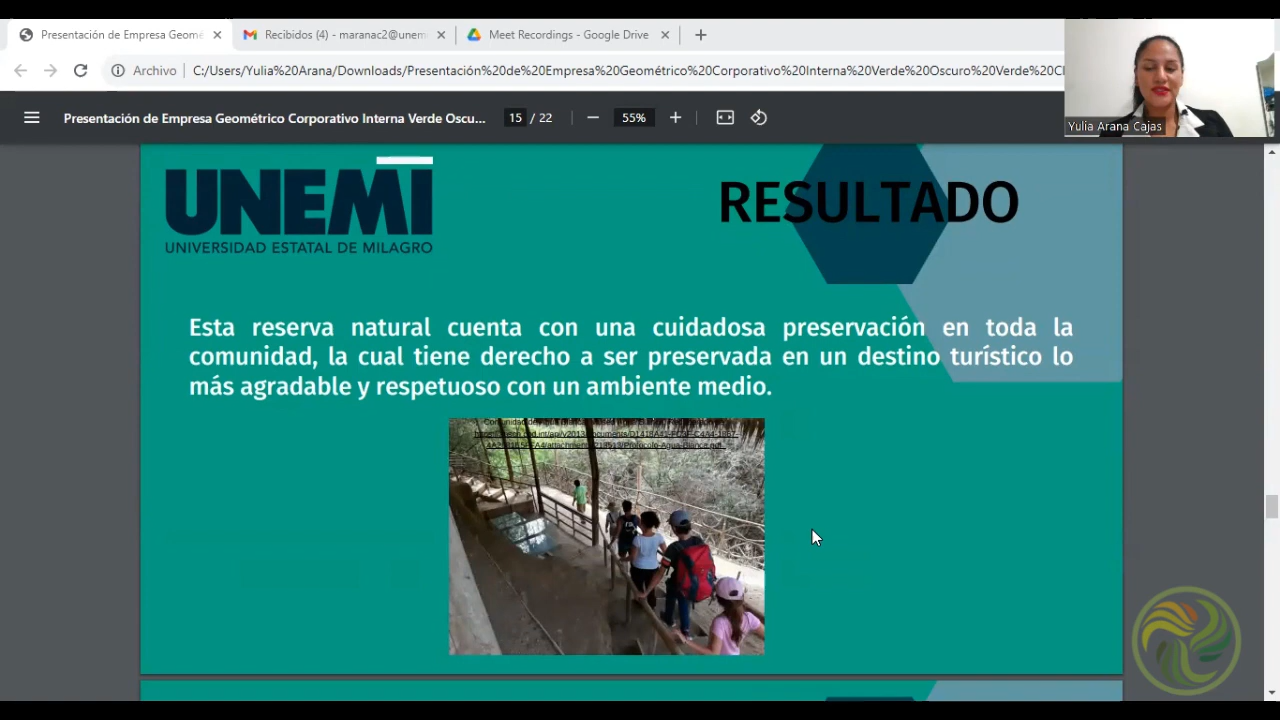 Presentación de Empresa Geomé
Recibidos (4) - maranac2@unem
Meet Recordings - Google Drive
Archivo
C:/Users/Yulia%20Arana/Downloads/Presentación%20de%20Empresa%20Geométrico%20Corporativo%20Interna%20Verde%20Oscuro%20Verde%20Cl
Yulia Arana Cajas
Presentación de Empresa Geométrico Corporativo Interna Verde Oscu...
15 / 22
55%
UNEMI
UNIVERSIDAD ESTATAL DE MILAGRO
RESULTADO
Esta reserva natural cuenta con una cuidadosa preservación en toda la
comunidad, la cual tiene derecho a ser preservada en un destino turístico lo
más agradable y respetuoso con un ambiente medio.